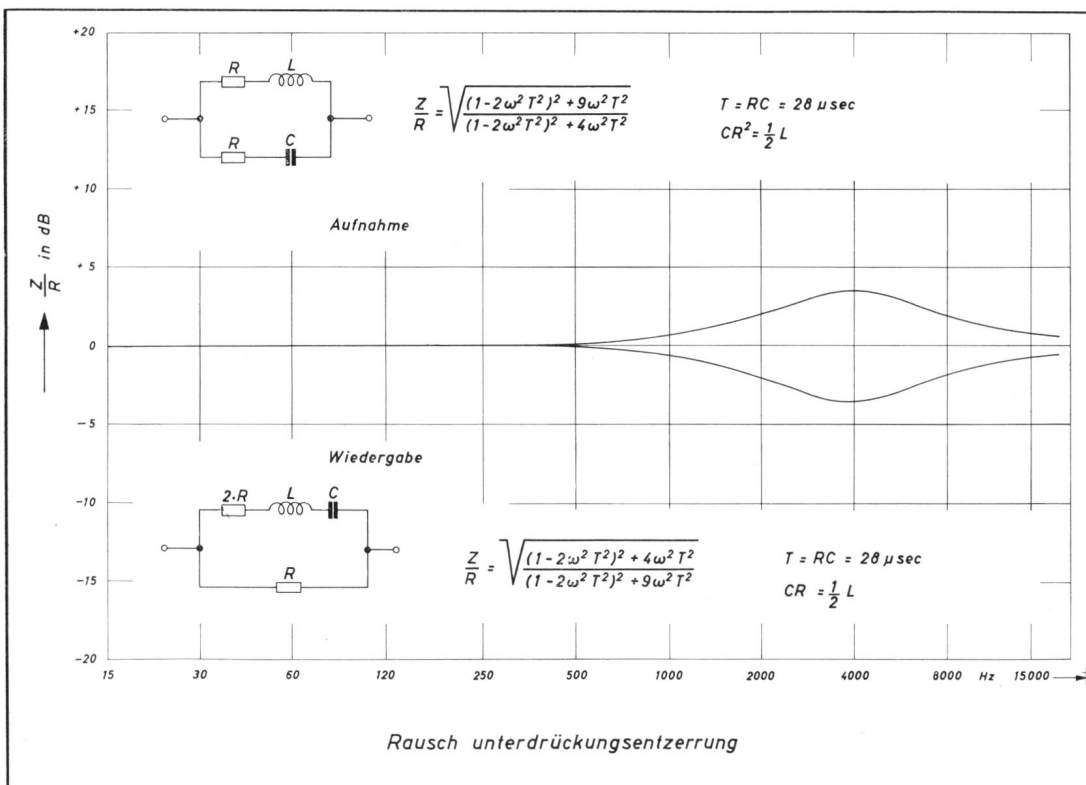 +20
R L
+15
Z/R = √((1-2ω²T²)² + 9ω²T² / (1-2ω²T²)² + 4ω²T²)
T = RC = 28 μsec
CR² = 1/2 L
R C
+10
Aufnahme
Z/R in dB
+5
0
-5
Wiedergabe
2·R L C
-10
Z/R = √((1-2ω²T²)² + 4ω²T² / (1-2ω²T²)² + 9ω²T²)
T = RC = 28 μsec
CR = 1/2 L
R
-15
-20
15 30 60 120 250 500 1000 2000 4000 8000 Hz 15000
Rausch unterdrückungsentzerrung